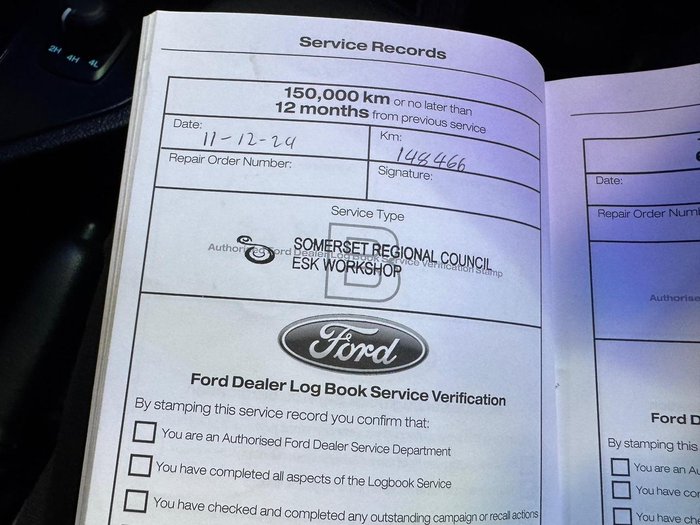 2H
4H
4L
Service Records
150,000 km or no later than
12 months from previous service
Date:
11-12-24
Km:
148466
Repair Order Number:
Signature:
Service Type
B
Authorised Ford Dealer Log Book Service Verification Stamp
SOMERSET REGIONAL COUNCIL
ESK WORKSHOP
Ford
Ford Dealer Log Book Service Verification
By stamping this service record you confirm that:
You are an Authorised Ford Dealer Service Department
You have completed all aspects of the Logbook Service
You have checked and completed any outstanding campaign or recall actions
Date:
Repair Order Num
Authorise
Ford D
By stamping this
You are an Au
You have co
You have ch